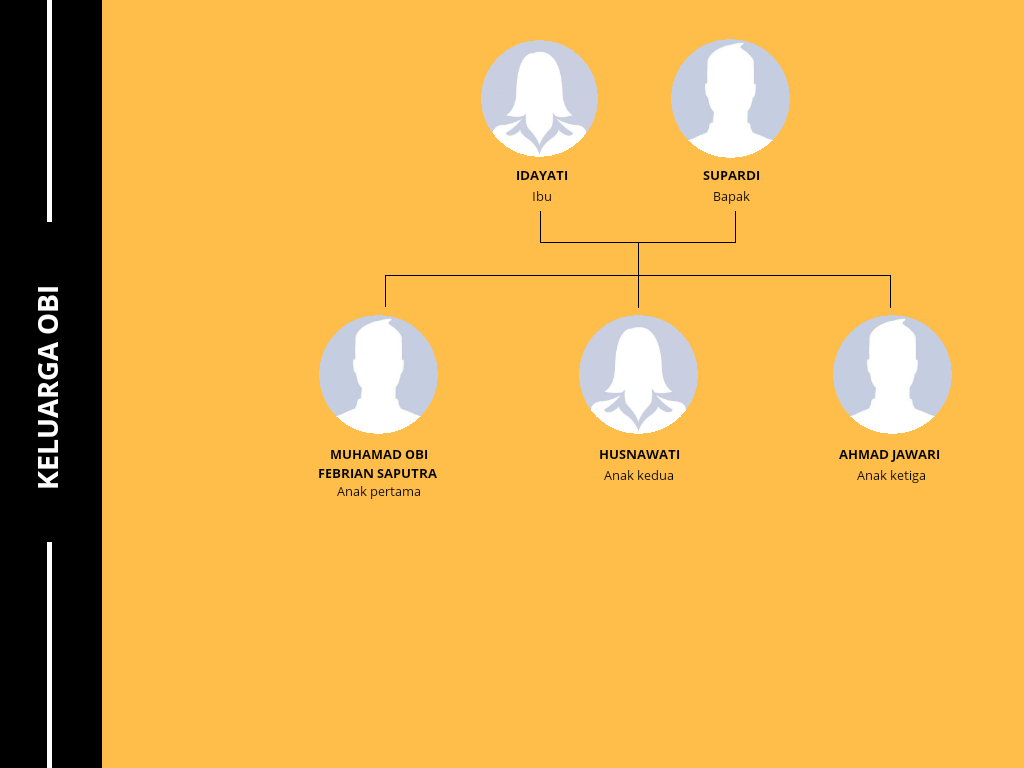 KELUARGA OBI
IDAYATI
Ibu
SUPARDI
Bapak
MUHAMAD OBI
FEBRIAN SAPUTRA
Anak pertama
HUSNAWATI
Anak kedua
AHMAD JAWARI
Anak ketiga